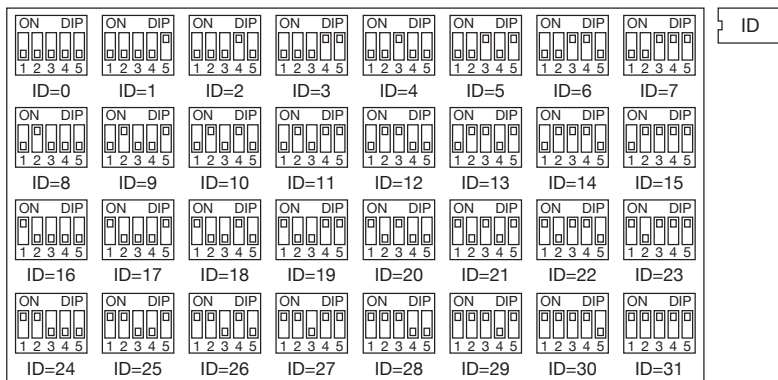 ON DIP ON DIP ON DIP ON DIP ON DIP ON DIP ON DIP ON DIP ID
1 2 3 4 5 1 2 3 4 5 1 2 3 4 5 1 2 3 4 5 1 2 3 4 5 1 2 3 4 5 1 2 3 4 5 1 2 3 4 5
ID=0 ID=1 ID=2 ID=3 ID=4 ID=5 ID=6 ID=7
ON DIP ON DIP ON DIP ON DIP ON DIP ON DIP ON DIP ON DIP
1 2 3 4 5 1 2 3 4 5 1 2 3 4 5 1 2 3 4 5 1 2 3 4 5 1 2 3 4 5 1 2 3 4 5 1 2 3 4 5
ID=8 ID=9 ID=10 ID=11 ID=12 ID=13 ID=14 ID=15
ON DIP ON DIP ON DIP ON DIP ON DIP ON DIP ON DIP ON DIP
1 2 3 4 5 1 2 3 4 5 1 2 3 4 5 1 2 3 4 5 1 2 3 4 5 1 2 3 4 5 1 2 3 4 5 1 2 3 4 5
ID=16 ID=17 ID=18 ID=19 ID=20 ID=21 ID=22 ID=23
ON DIP ON DIP ON DIP ON DIP ON DIP ON DIP ON DIP ON DIP
1 2 3 4 5 1 2 3 4 5 1 2 3 4 5 1 2 3 4 5 1 2 3 4 5 1 2 3 4 5 1 2 3 4 5 1 2 3 4 5
ID=24 ID=25 ID=26 ID=27 ID=28 ID=29 ID=30 ID=31